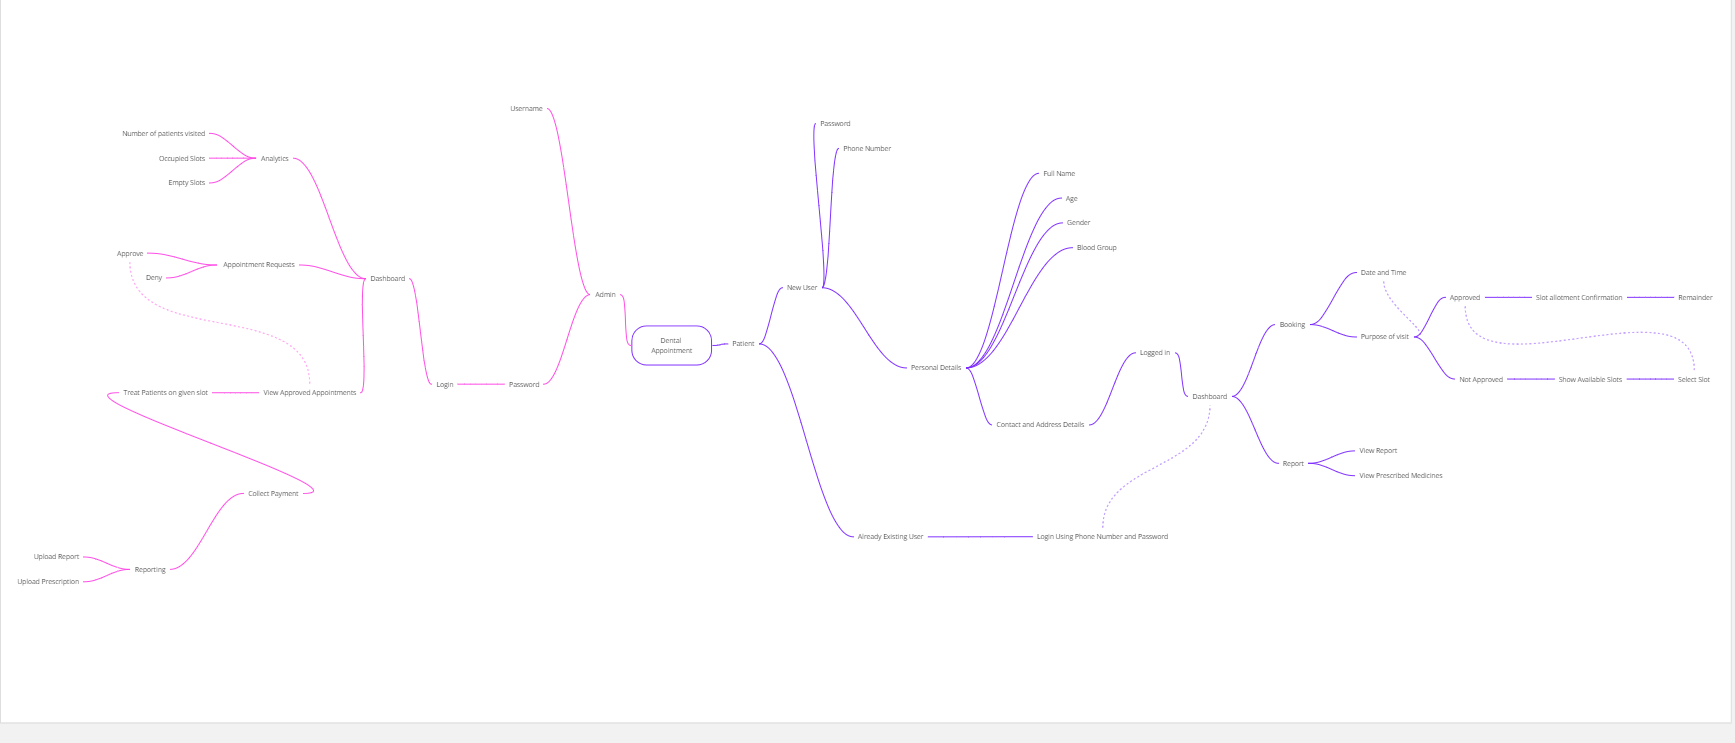 Username
Number of patients visited
Occupied Slots
Analytics
Empty Slots
Approve
Appointment Requests
Deny
Dashboard
Admin
Dental
Appointment
Login
Password
Treat Patients on given slot
View Approved Appointments
Collect Payment
Upload Report
Reporting
Upload Prescription
Patient
New User
Password
Phone Number
Full Name
Age
Gender
Blood Group
Personal Details
Contact and Address Details
Logged in
Dashboard
Already Existing User
Login Using Phone Number and Password
Booking
Date and Time
Purpose of visit
Approved
Slot allotment Confirmation
Remainder
Not Approved
Show Available Slots
Select Slot
Report
View Report
View Prescribed Medicines